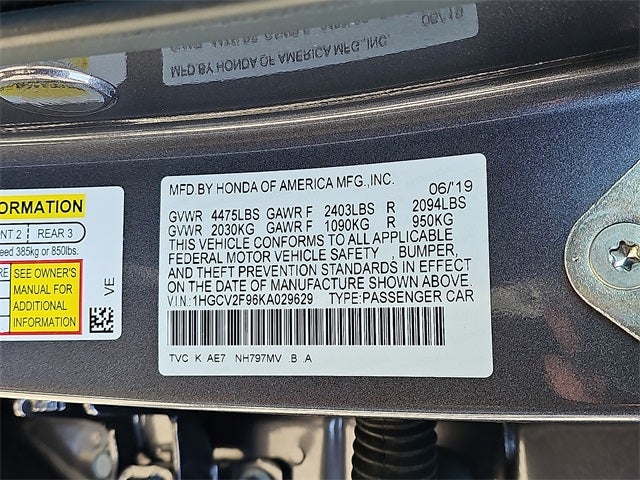 06/'19
MFD.BY HONDA OF AMERICA MFG.,INC.
MFD.BY HONDA OF AMERICA MFG.,INC. 06/'19
GVWR 4475LBS GAWR F 2403LBS R 2094LBS
GVWR 2030KG GAWR F 1090KG R 950KG
THIS VEHICLE CONFORMS TO ALL APPLICABLE
FEDERAL MOTOR VEHICLE SAFETY , BUMPER,
AND THEFT PREVENTION STANDARDS IN EFFECT
ON THE DATE OF MANUFACTURE SHOWN ABOVE.
V.I.N:1HGCV2F96KA029629 TYPE:PASSENGER CAR
TVC K AE7 NH797MV .B .A
FORMATION
2 REAR 3
385kg or 850lbs.
SEE OWNER'S
MANUAL FOR
ADDITIONAL
INFORMATION
VE